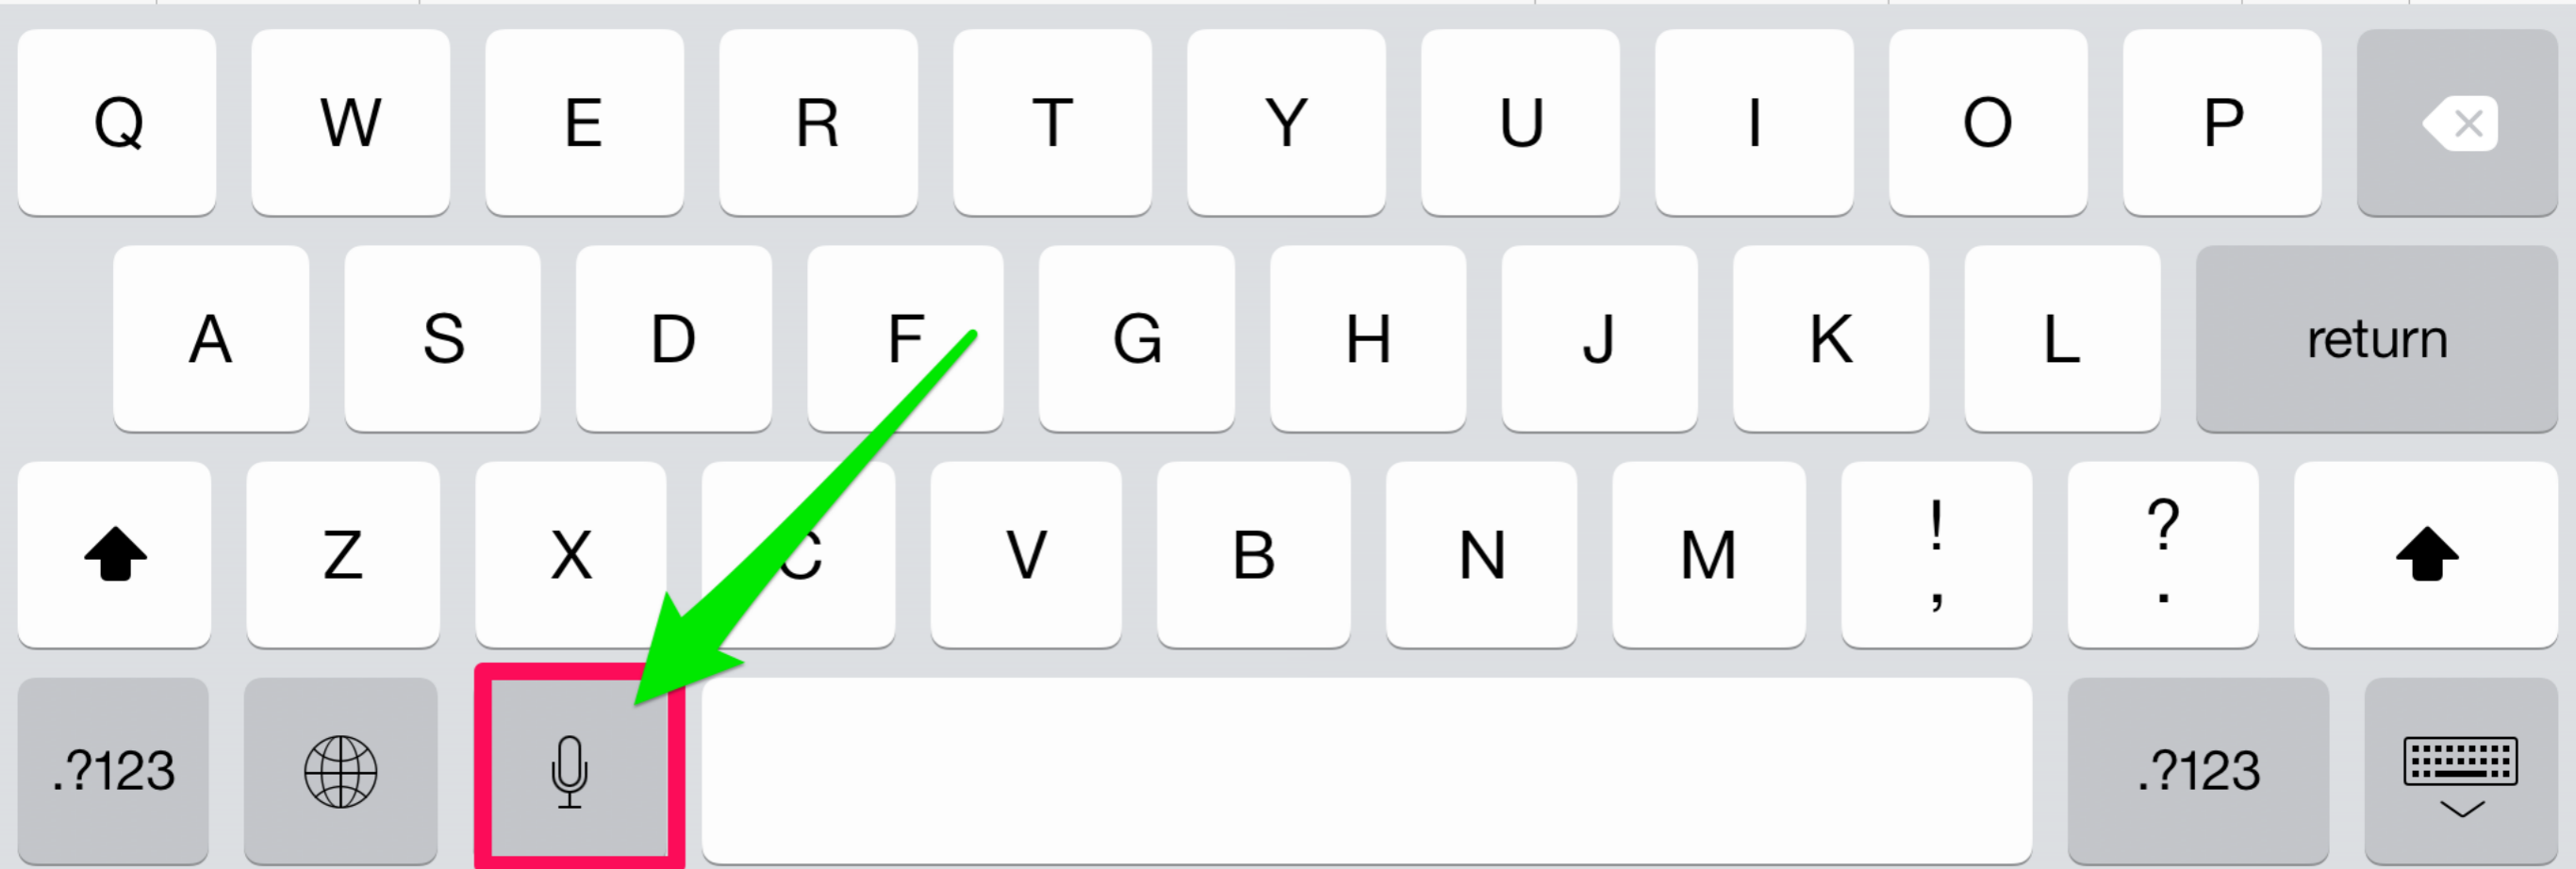 Q W E R T Y U I O P
A S D F G H J K L return
Z X C V B N M ! , ? .
.?123 .?123